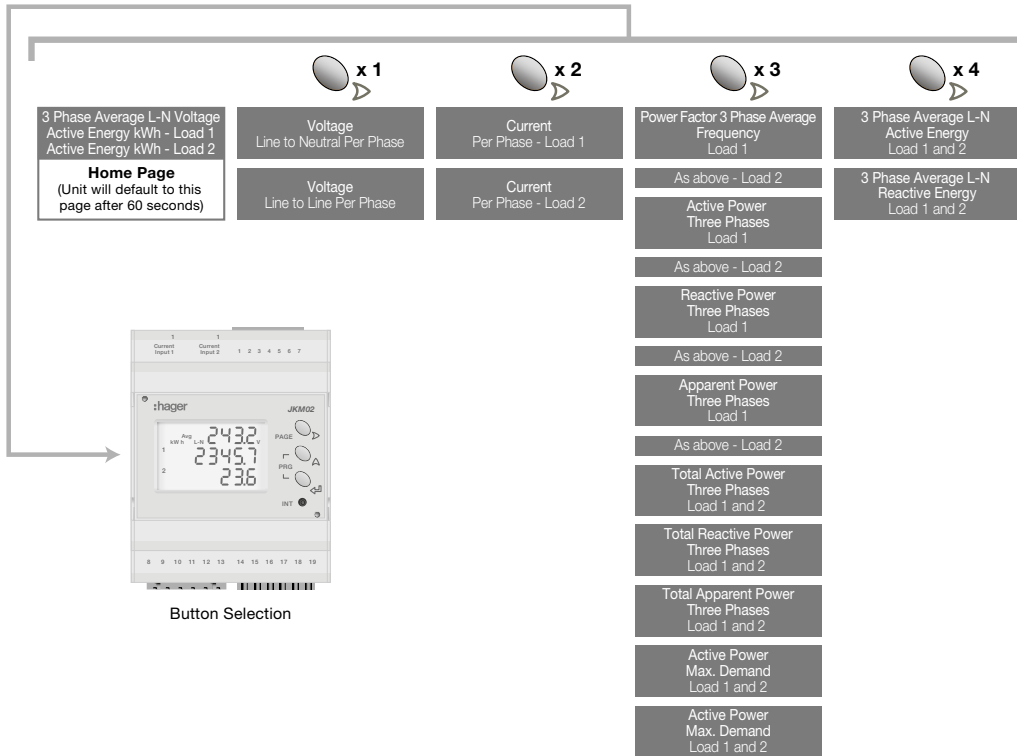 x 1
x 2
x 3
x 4
3 Phase Average L-N Voltage
Active Energy kWh - Load 1
Active Energy kWh - Load 2
Home Page
(Unit will default to this
page after 60 seconds)
Voltage
Line to Neutral Per Phase
Voltage
Line to Line Per Phase
Current
Per Phase - Load 1
Current
Per Phase - Load 2
Power Factor 3 Phase Average
Frequency
Load 1
As above - Load 2
Active Power
Three Phases
Load 1
As above - Load 2
Reactive Power
Three Phases
Load 1
As above - Load 2
Apparent Power
Three Phases
Load 1
As above - Load 2
Total Active Power
Three Phases
Load 1 and 2
Total Reactive Power
Three Phases
Load 1 and 2
Total Apparent Power
Three Phases
Load 1 and 2
Active Power
Max. Demand
Load 1 and 2
Active Power
Max. Demand
Load 1 and 2
3 Phase Average L-N
Active Energy
Load 1 and 2
3 Phase Average L-N
Reactive Energy
Load 1 and 2
1 1
Current Current
Input 1 Input 2 1 2 3 4 5 6 7
:hager JKM02
Avg
kW h L-N 243.2 V
PAGE
1 2345.7
PRG
2 23.6
INT
8 9 10 11 12 13 14 15 16 17 18 19
Button Selection